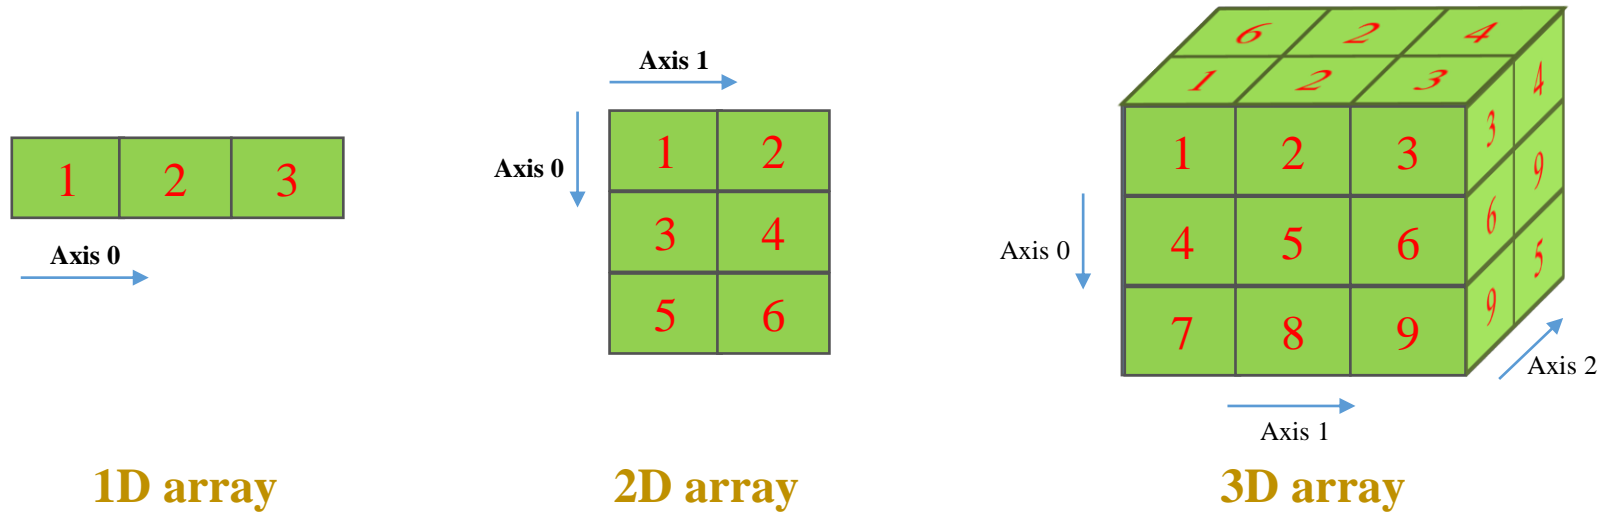 1 2 3
Axis 0
1D array
Axis 1
Axis 0
1 2
3 4
5 6
2D array
6 2 4
1 2 3
1 2 3
4 5 6
7 8 9
3 4
6 9
9 5
Axis 0
Axis 1
Axis 2
3D array